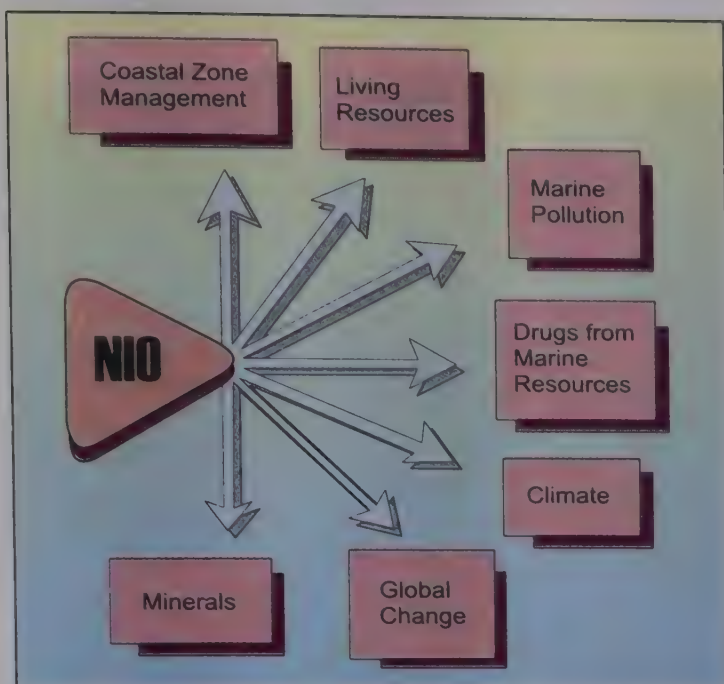 Coastal Zone
Management
Living
Resources
Marine
Pollution
NIO
Drugs from
Marine
Resources
Climate
Minerals
Global
Change